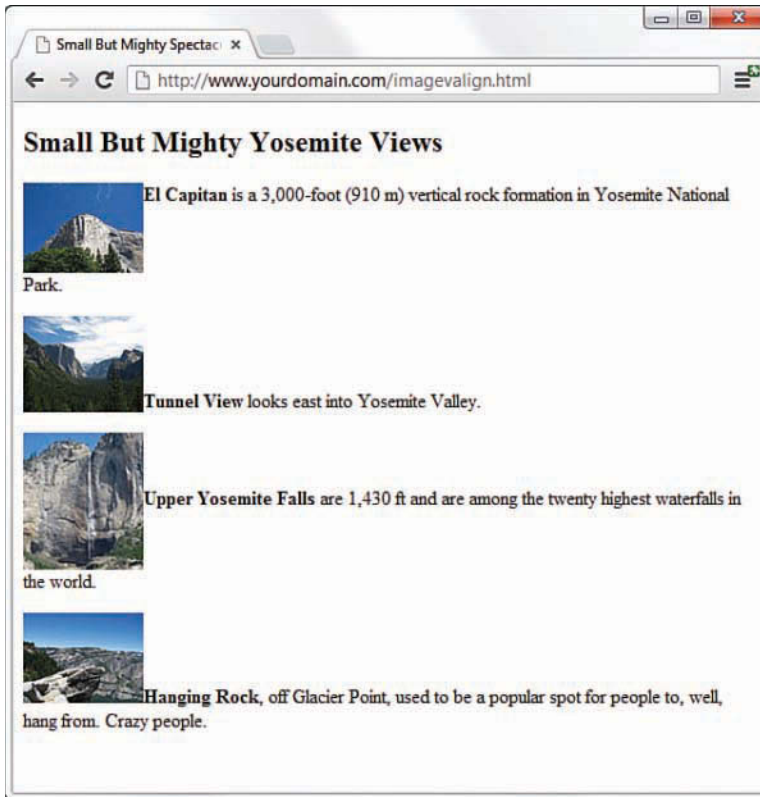 Small But Mighty Spectac
http://www.yourdomain.com/imagevalign.html
Small But Mighty Yosemite Views
El Capitan is a 3,000-foot (910 m) vertical rock formation in Yosemite National
Park.
Tunnel View looks east into Yosemite Valley.
Upper Yosemite Falls are 1,430 ft and are among the twenty highest waterfalls in
the world.
Hanging Rock, off Glacier Point, used to be a popular spot for people to, well,
hang from. Crazy people.